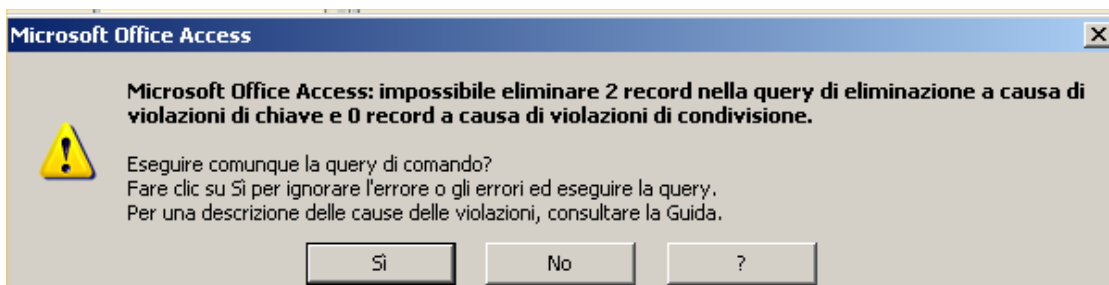 Microsoft Office Access
Microsoft Office Access: impossibile eliminare 2 record nella query di eliminazione a causa di
violazioni di chiave e 0 record a causa di violazioni di condivisione.
Eseguire comunque la query di comando?
Fare clic su Sì per ignorare l'errore o gli errori ed eseguire la query.
Per una descrizione delle cause delle violazioni, consultare la Guida.
Sì No ?